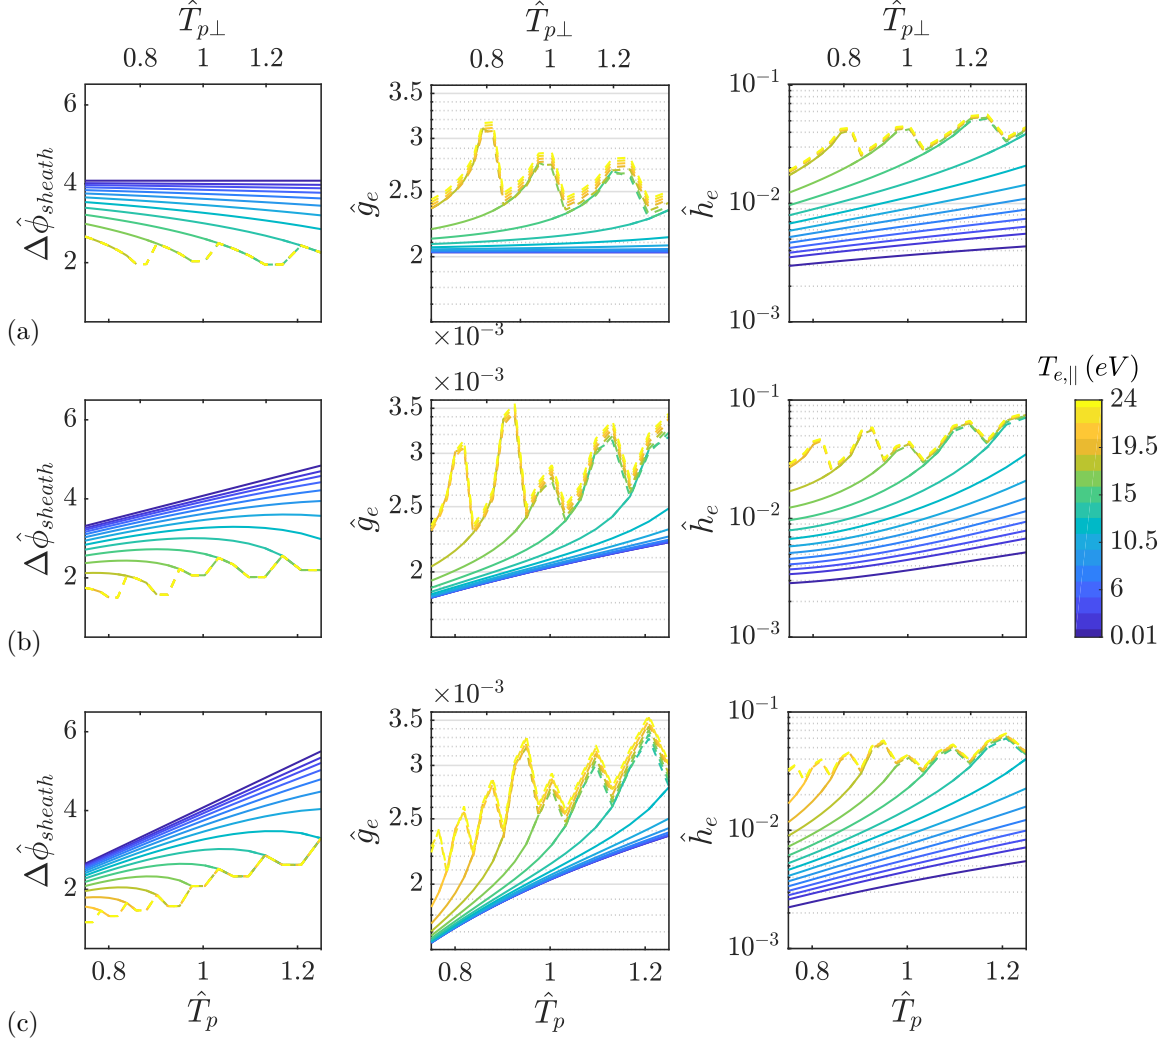 T̂p⊥ T̂p⊥ T̂p⊥
0.8 1 1.2 0.8 1 1.2 0.8 1 1.2
Δϕ̂sheath
6
4
2
ĝe
3.5
3
2.5
2
×10⁻³
ĥe
10⁻¹
10⁻²
10⁻³
(a)
Δϕ̂sheath
6
4
2
×10⁻³
ĝe
3.5
3
2.5
2
ĥe
10⁻¹
10⁻²
10⁻³
Te,|| (eV)
24
19.5
15
10.5
6
0.01
(b)
Δϕ̂sheath
6
4
2
×10⁻³
ĝe
3.5
3
2.5
2
ĥe
10⁻¹
10⁻²
10⁻³
0.8 1 1.2 0.8 1 1.2 0.8 1 1.2
(c) T̂p T̂p T̂p